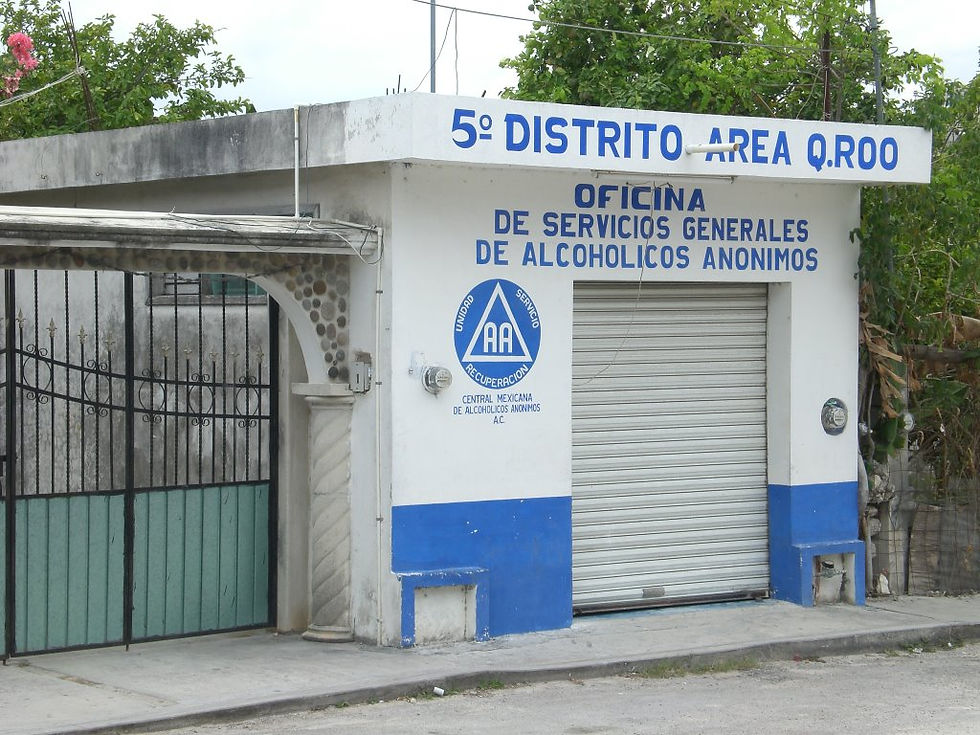 5º DISTRITO AREA Q.ROO
OFICINA
DE SERVICIOS GENERALES
DE ALCOHOLICOS ANONIMOS
UNIDAD SERVICIO
AA
RECUPERACION
CENTRAL MEXICANA
DE ALCOHOLICOS ANONIMOS
A.C.